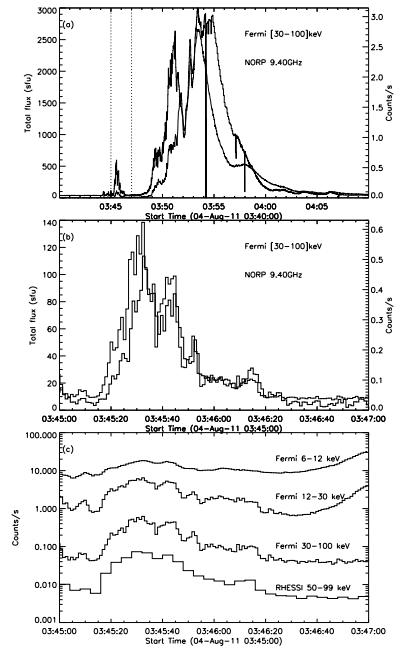 (a)
Fermi [30-100]keV
NORP 9.40GHz
3000
2500
2000
1500
1000
500
3.0
2.5
2.0
1.5
1.0
0.5
0.0
Total flux (sfu)
Counts/s
03:45 03:50 03:55 04:00 04:05
Start Time (04-Aug-11 03:40:00)
(b)
Fermi [30-100]keV
NORP 9.40GHz
140
120
100
80
60
40
20
0
0.6
0.5
0.4
0.3
0.2
0.1
0.0
Total flux (sfu)
Counts/s
03:45:00 03:45:20 03:45:40 03:46:00 03:46:20 03:46:40 03:47:00
Start Time (04-Aug-11 03:45:00)
(c)
Fermi 6-12 keV
Fermi 12-30 keV
Fermi 30-100 keV
RHESSI 50-99 keV
100.000
10.000
1.000
0.100
0.010
0.001
Counts/s
03:45:00 03:45:20 03:45:40 03:46:00 03:46:20 03:46:40 03:47:00
Start Time (04-Aug-11 03:45:00)